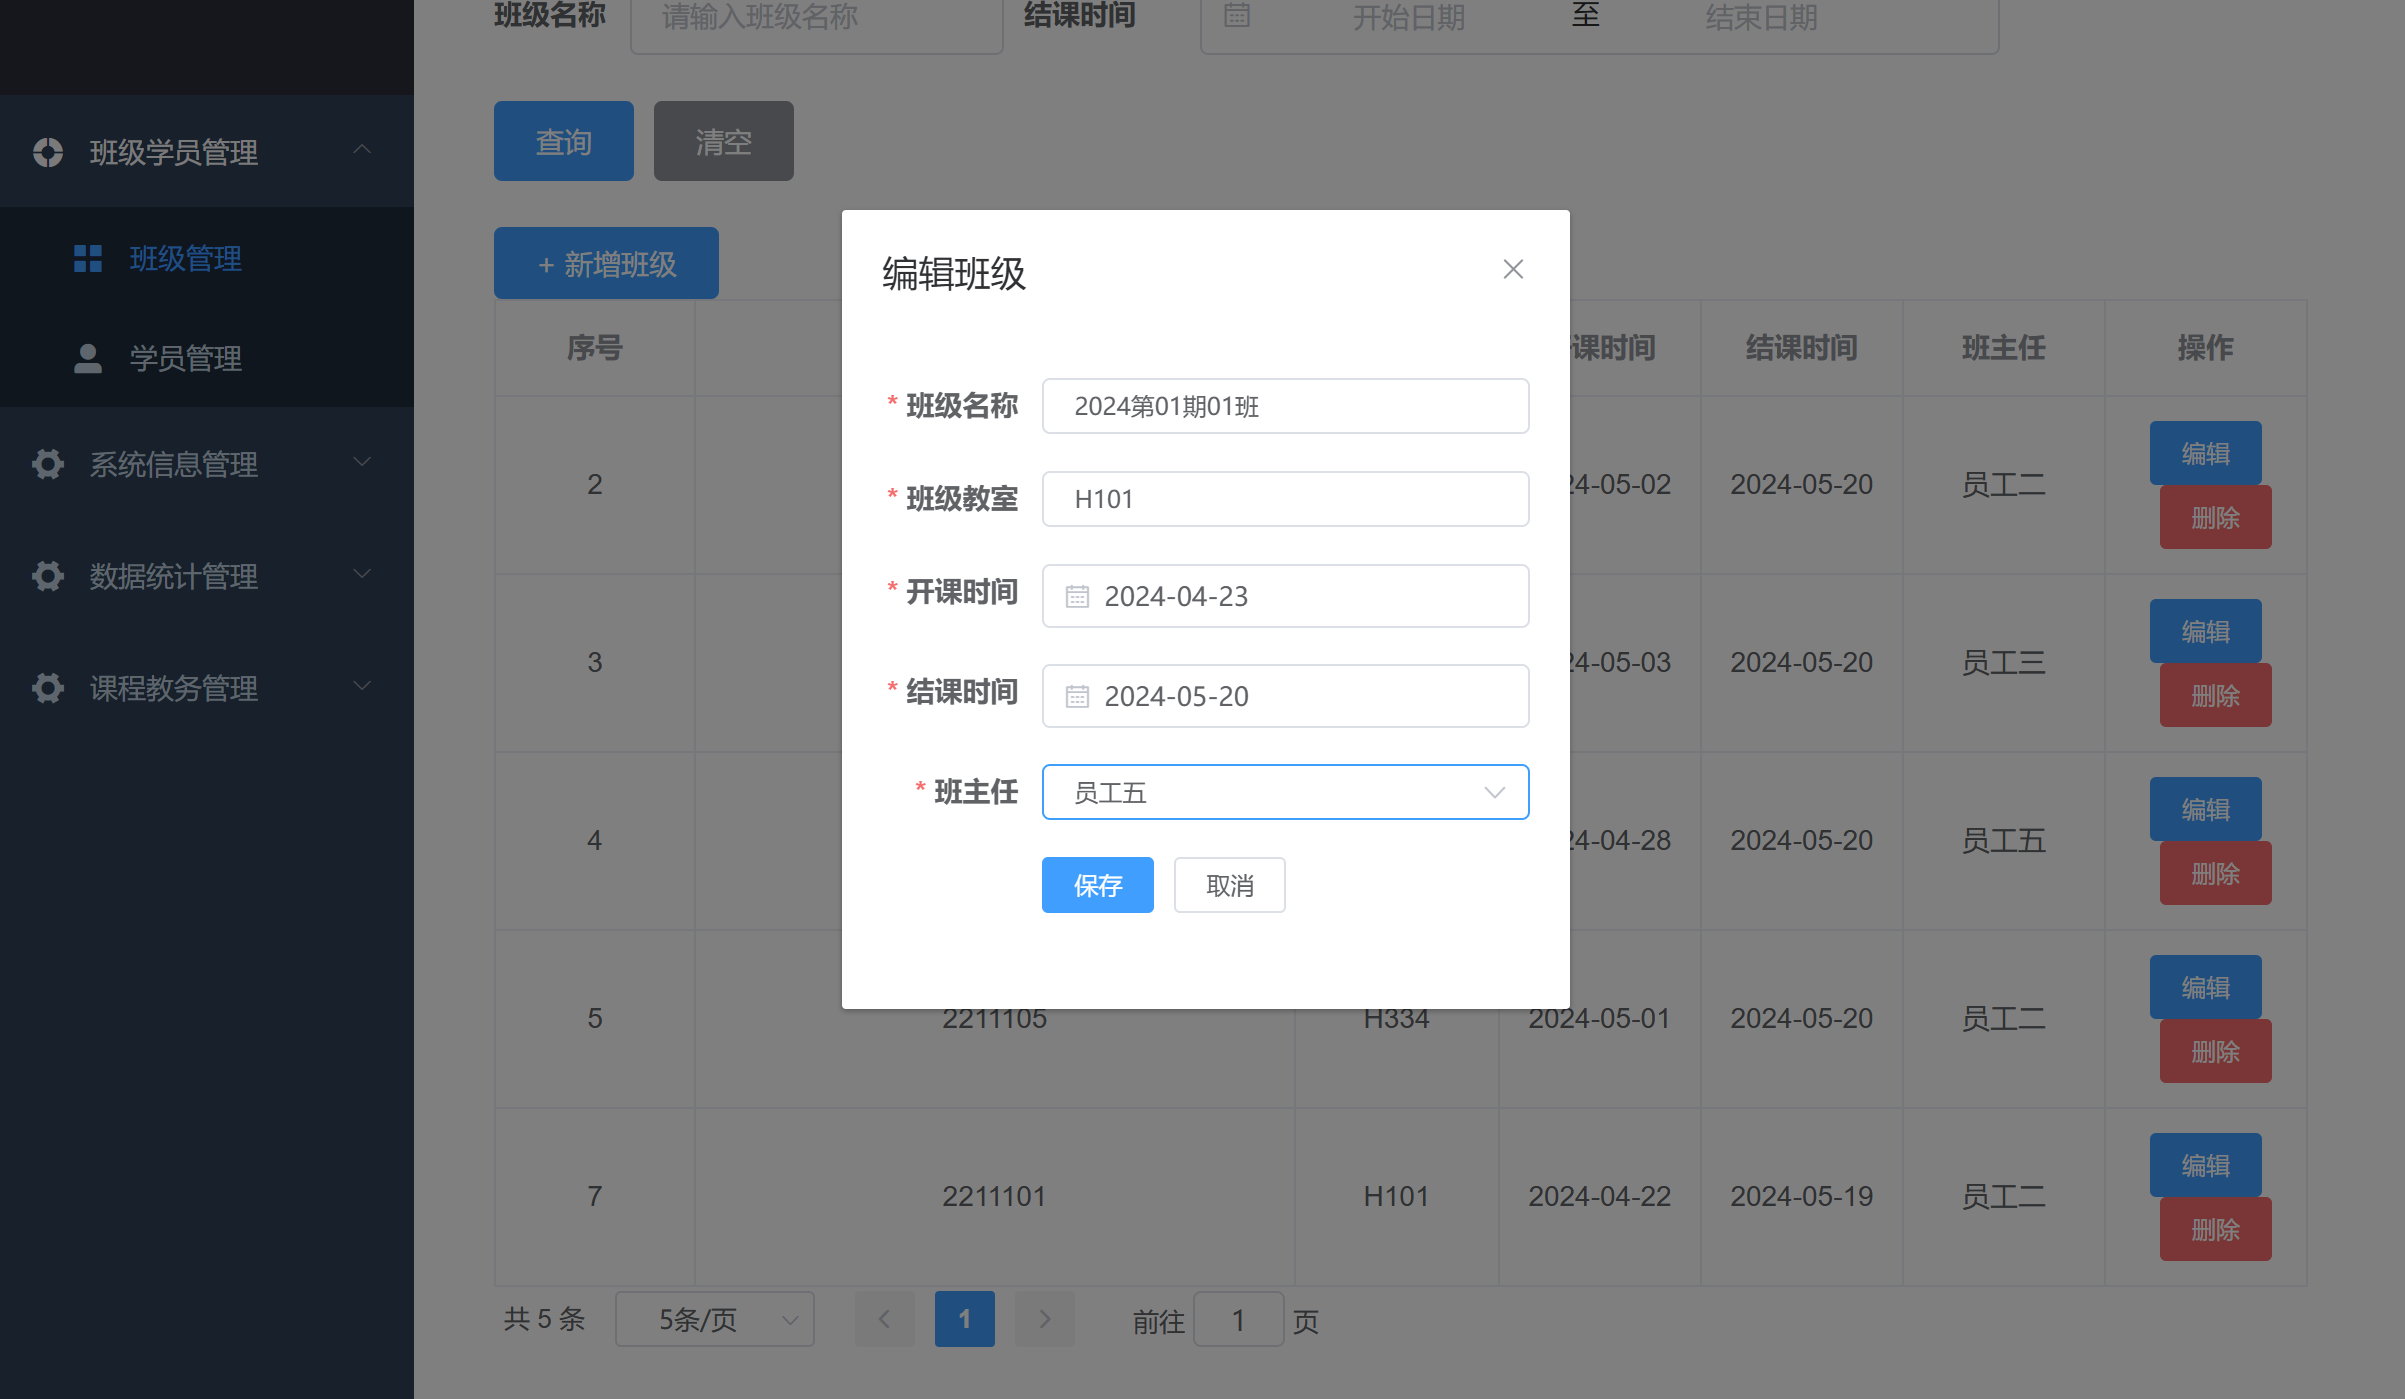 班级名称 请输入班级名称 结课时间 开始日期 至 结束日期
班级学员管理
班级管理
学员管理
系统信息管理
数据统计管理
课程教务管理
查询 清空
+ 新增班级
序号 课时间 结课时间 班主任 操作
2 24-05-02 2024-05-20 员工二 编辑
删除
3 24-05-03 2024-05-20 员工三 编辑
删除
4 24-04-28 2024-05-20 员工五 编辑
删除
5 2211105 H334 2024-05-01 2024-05-20 员工二 编辑
删除
7 2211101 H101 2024-04-22 2024-05-19 员工二 编辑
删除
共 5 条 5条/页 1 前往 1 页
编辑班级
* 班级名称 2024第01期01班
* 班级教室 H101
* 开课时间 2024-04-23
* 结课时间 2024-05-20
* 班主任 员工五
保存 取消